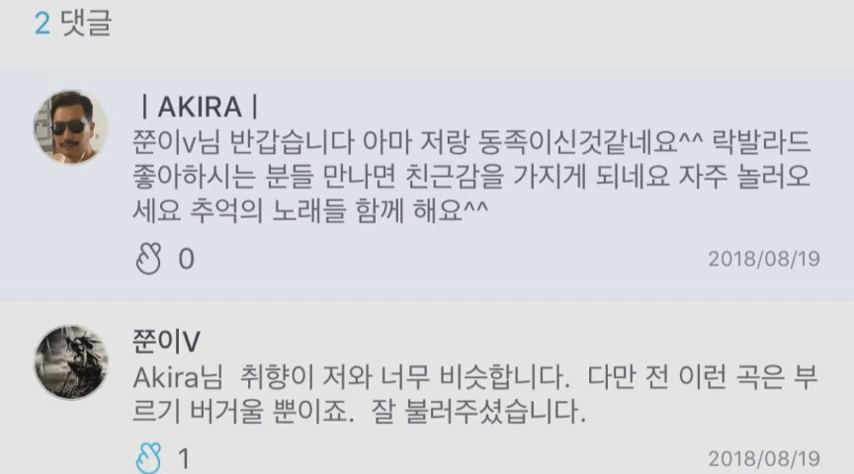 2 댓글
| AKIRA |
쭌이v님 반갑습니다 아마 저랑 동족이신것같네요^^ 락발라드
좋아하시는 분들 만나면 친근감을 가지게 되네요 자주 놀러오
세요 추억의 노래들 함께 해요^^
0
2018/08/19
쭌이V
Akira님  취향이 저와 너무 비슷합니다.  다만 전 이런 곡은 부
르기 버거울 뿐이죠.  잘 불러주셨습니다.
1
2018/08/19